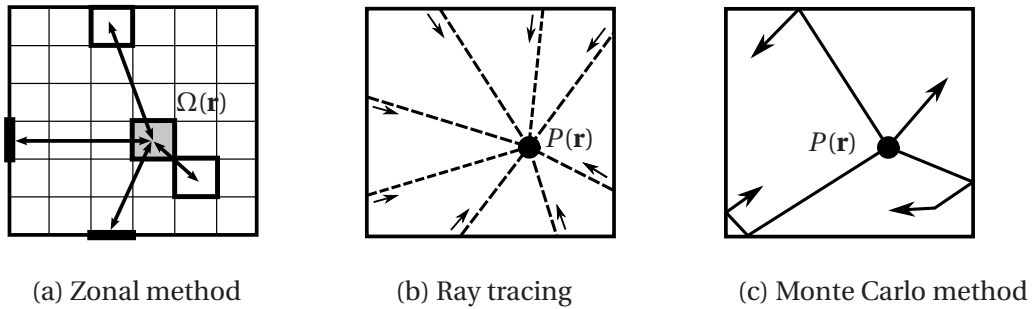 Ω(r)
P(r)
P(r)
(a) Zonal method
(b) Ray tracing
(c) Monte Carlo method